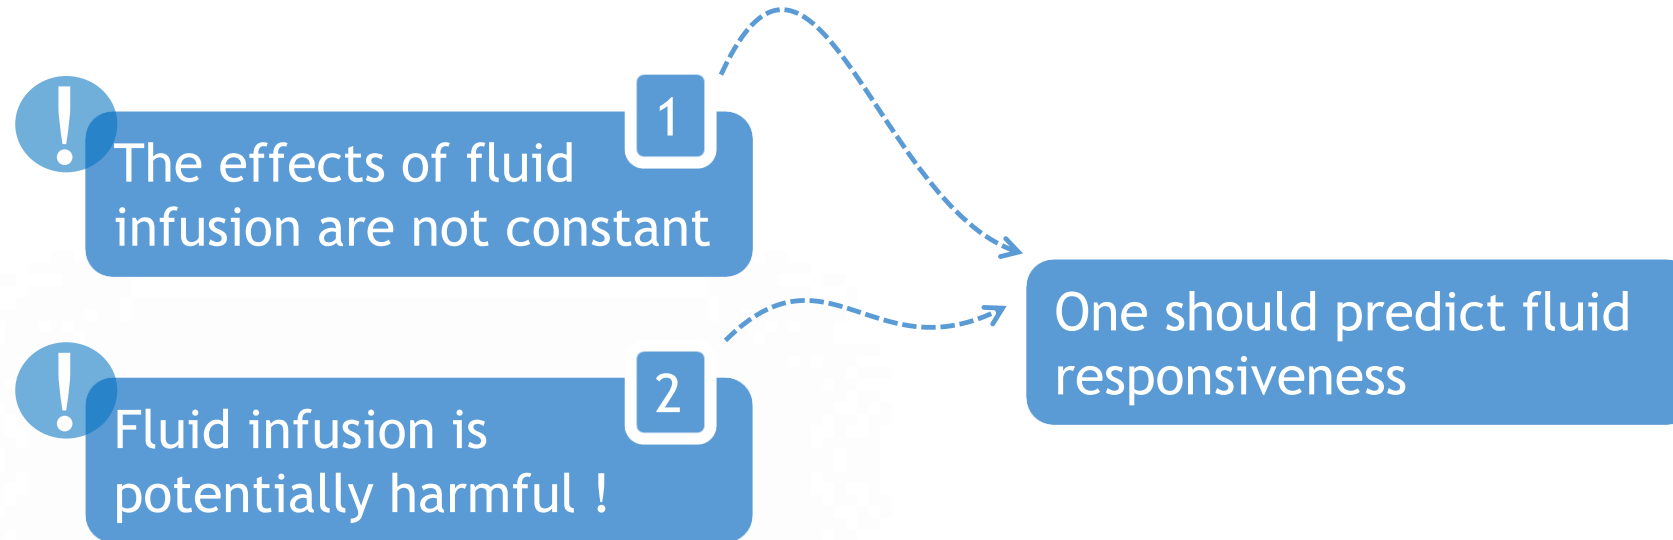 !
1
The effects of fluid
infusion are not constant
!
2
Fluid infusion is
potentially harmful !
One should predict fluid
responsiveness